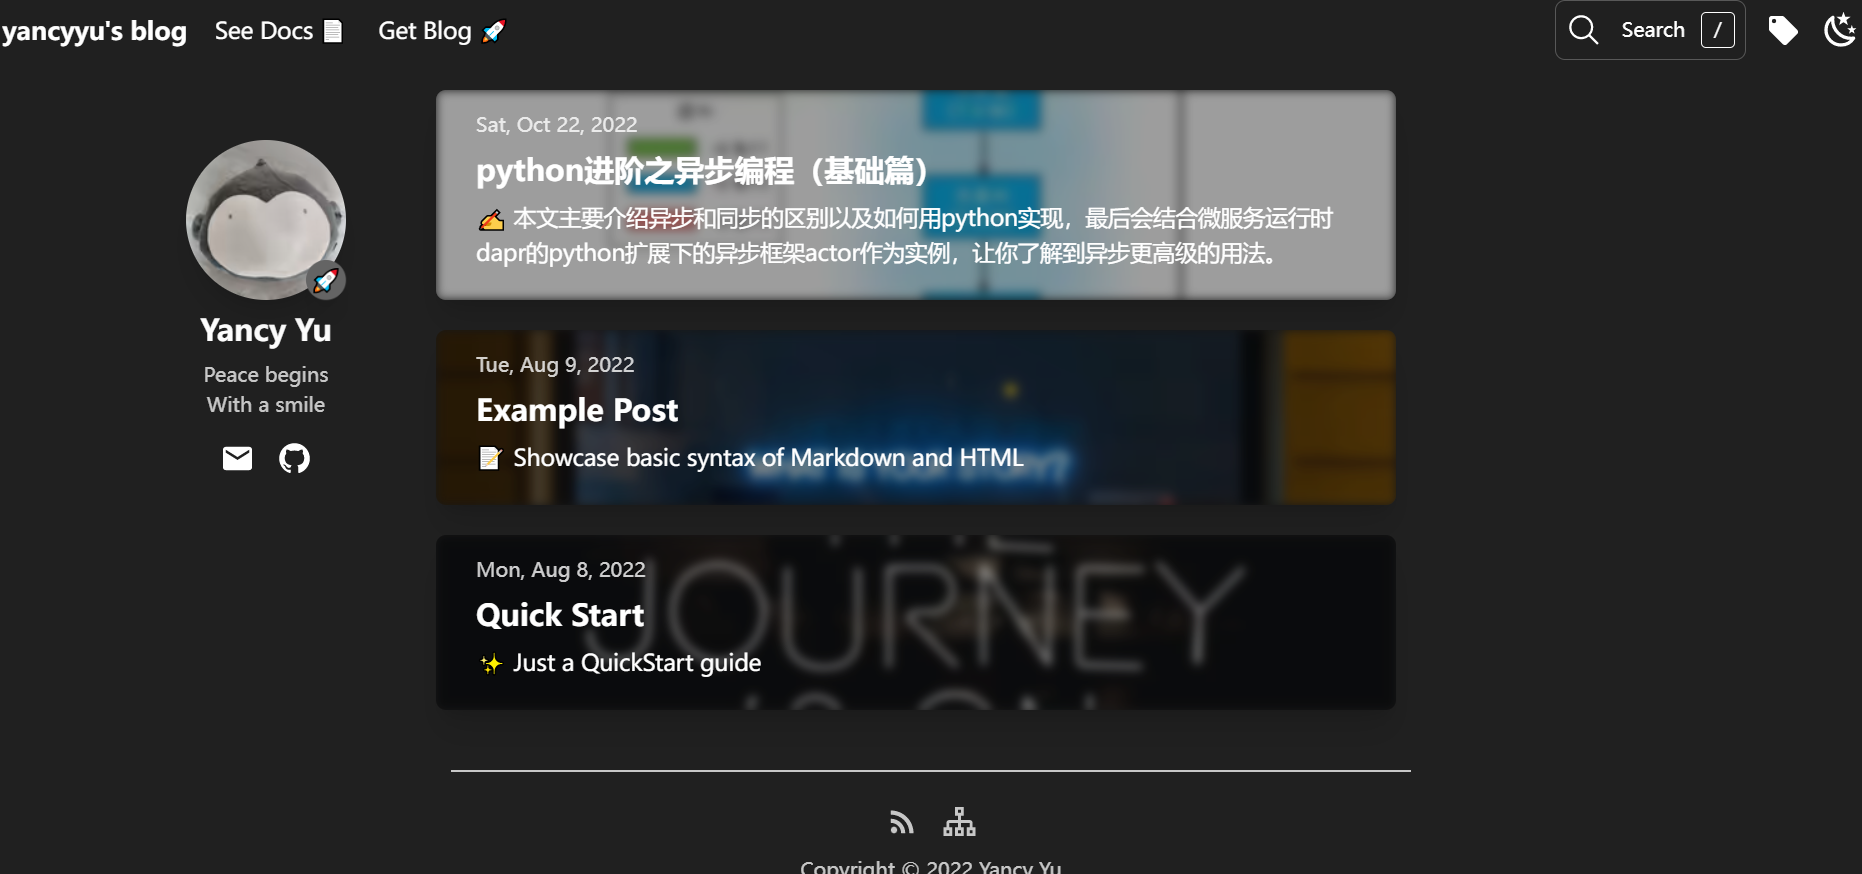 yancyyu's blog
See Docs 📄
Get Blog 🚀
Search /
Yancy Yu
Peace begins
With a smile
Sat, Oct 22, 2022
python进阶之异步编程（基础篇）
✍ 本文主要介绍异步和同步的区别以及如何用python实现，最后会结合微服务运行时
dapr的python扩展下的异步框架actor作为实例，让你了解到异步更高级的用法。
Tue, Aug 9, 2022
Example Post
📝 Showcase basic syntax of Markdown and HTML
Mon, Aug 8, 2022
Quick Start
✨ Just a QuickStart guide
JOURNEY
Copyright © 2022 Yancy Yu